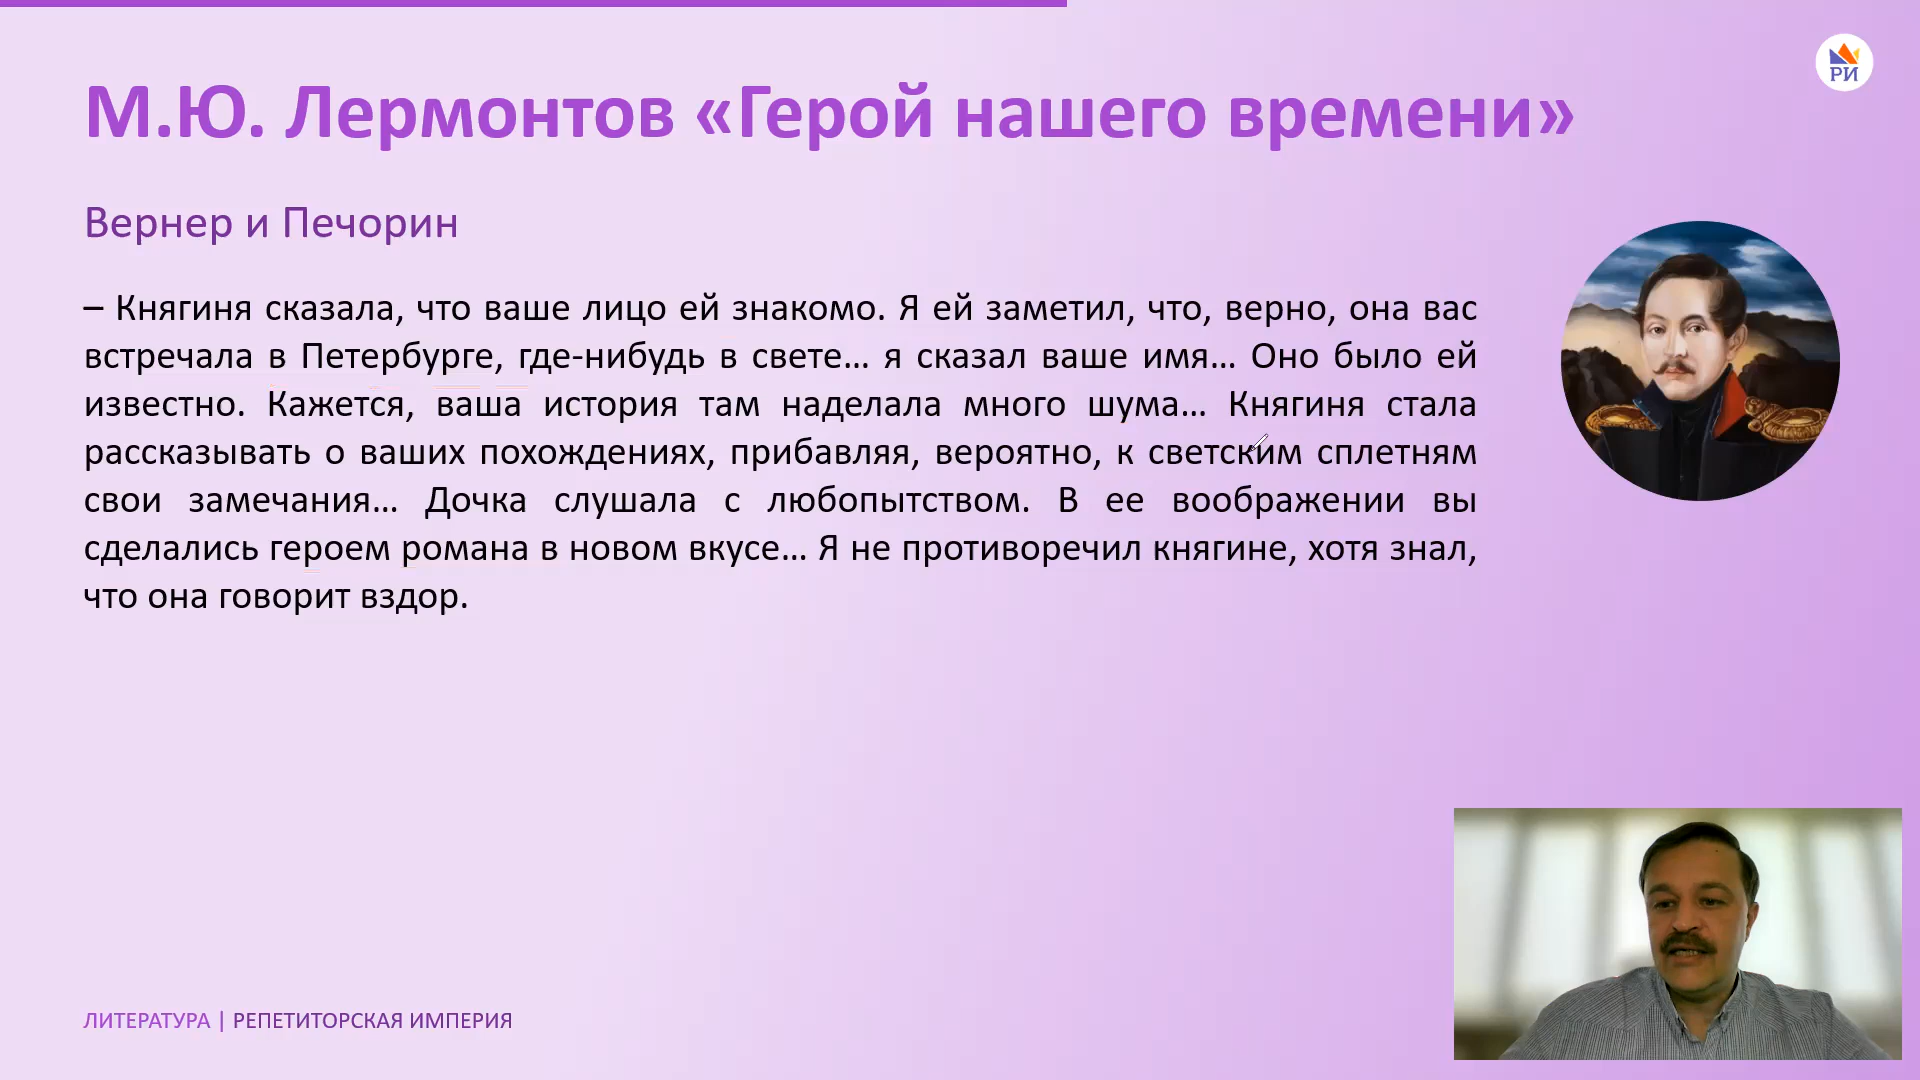 РИ
М.Ю. Лермонтов «Герой нашего времени»
Вернер и Печорин
– Княгиня сказала, что ваше лицо ей знакомо. Я ей заметил, что, верно, она вас
встречала в Петербурге, где-нибудь в свете… я сказал ваше имя… Оно было ей
известно. Кажется, ваша история там наделала много шума… Княгиня стала
рассказывать о ваших похождениях, прибавляя, вероятно, к светским сплетням
свои замечания… Дочка слушала с любопытством. В ее воображении вы
сделались героем романа в новом вкусе… Я не противоречил княгине, хотя знал,
что она говорит вздор.
ЛИТЕРАТУРА | РЕПЕТИТОРСКАЯ ИМПЕРИЯ